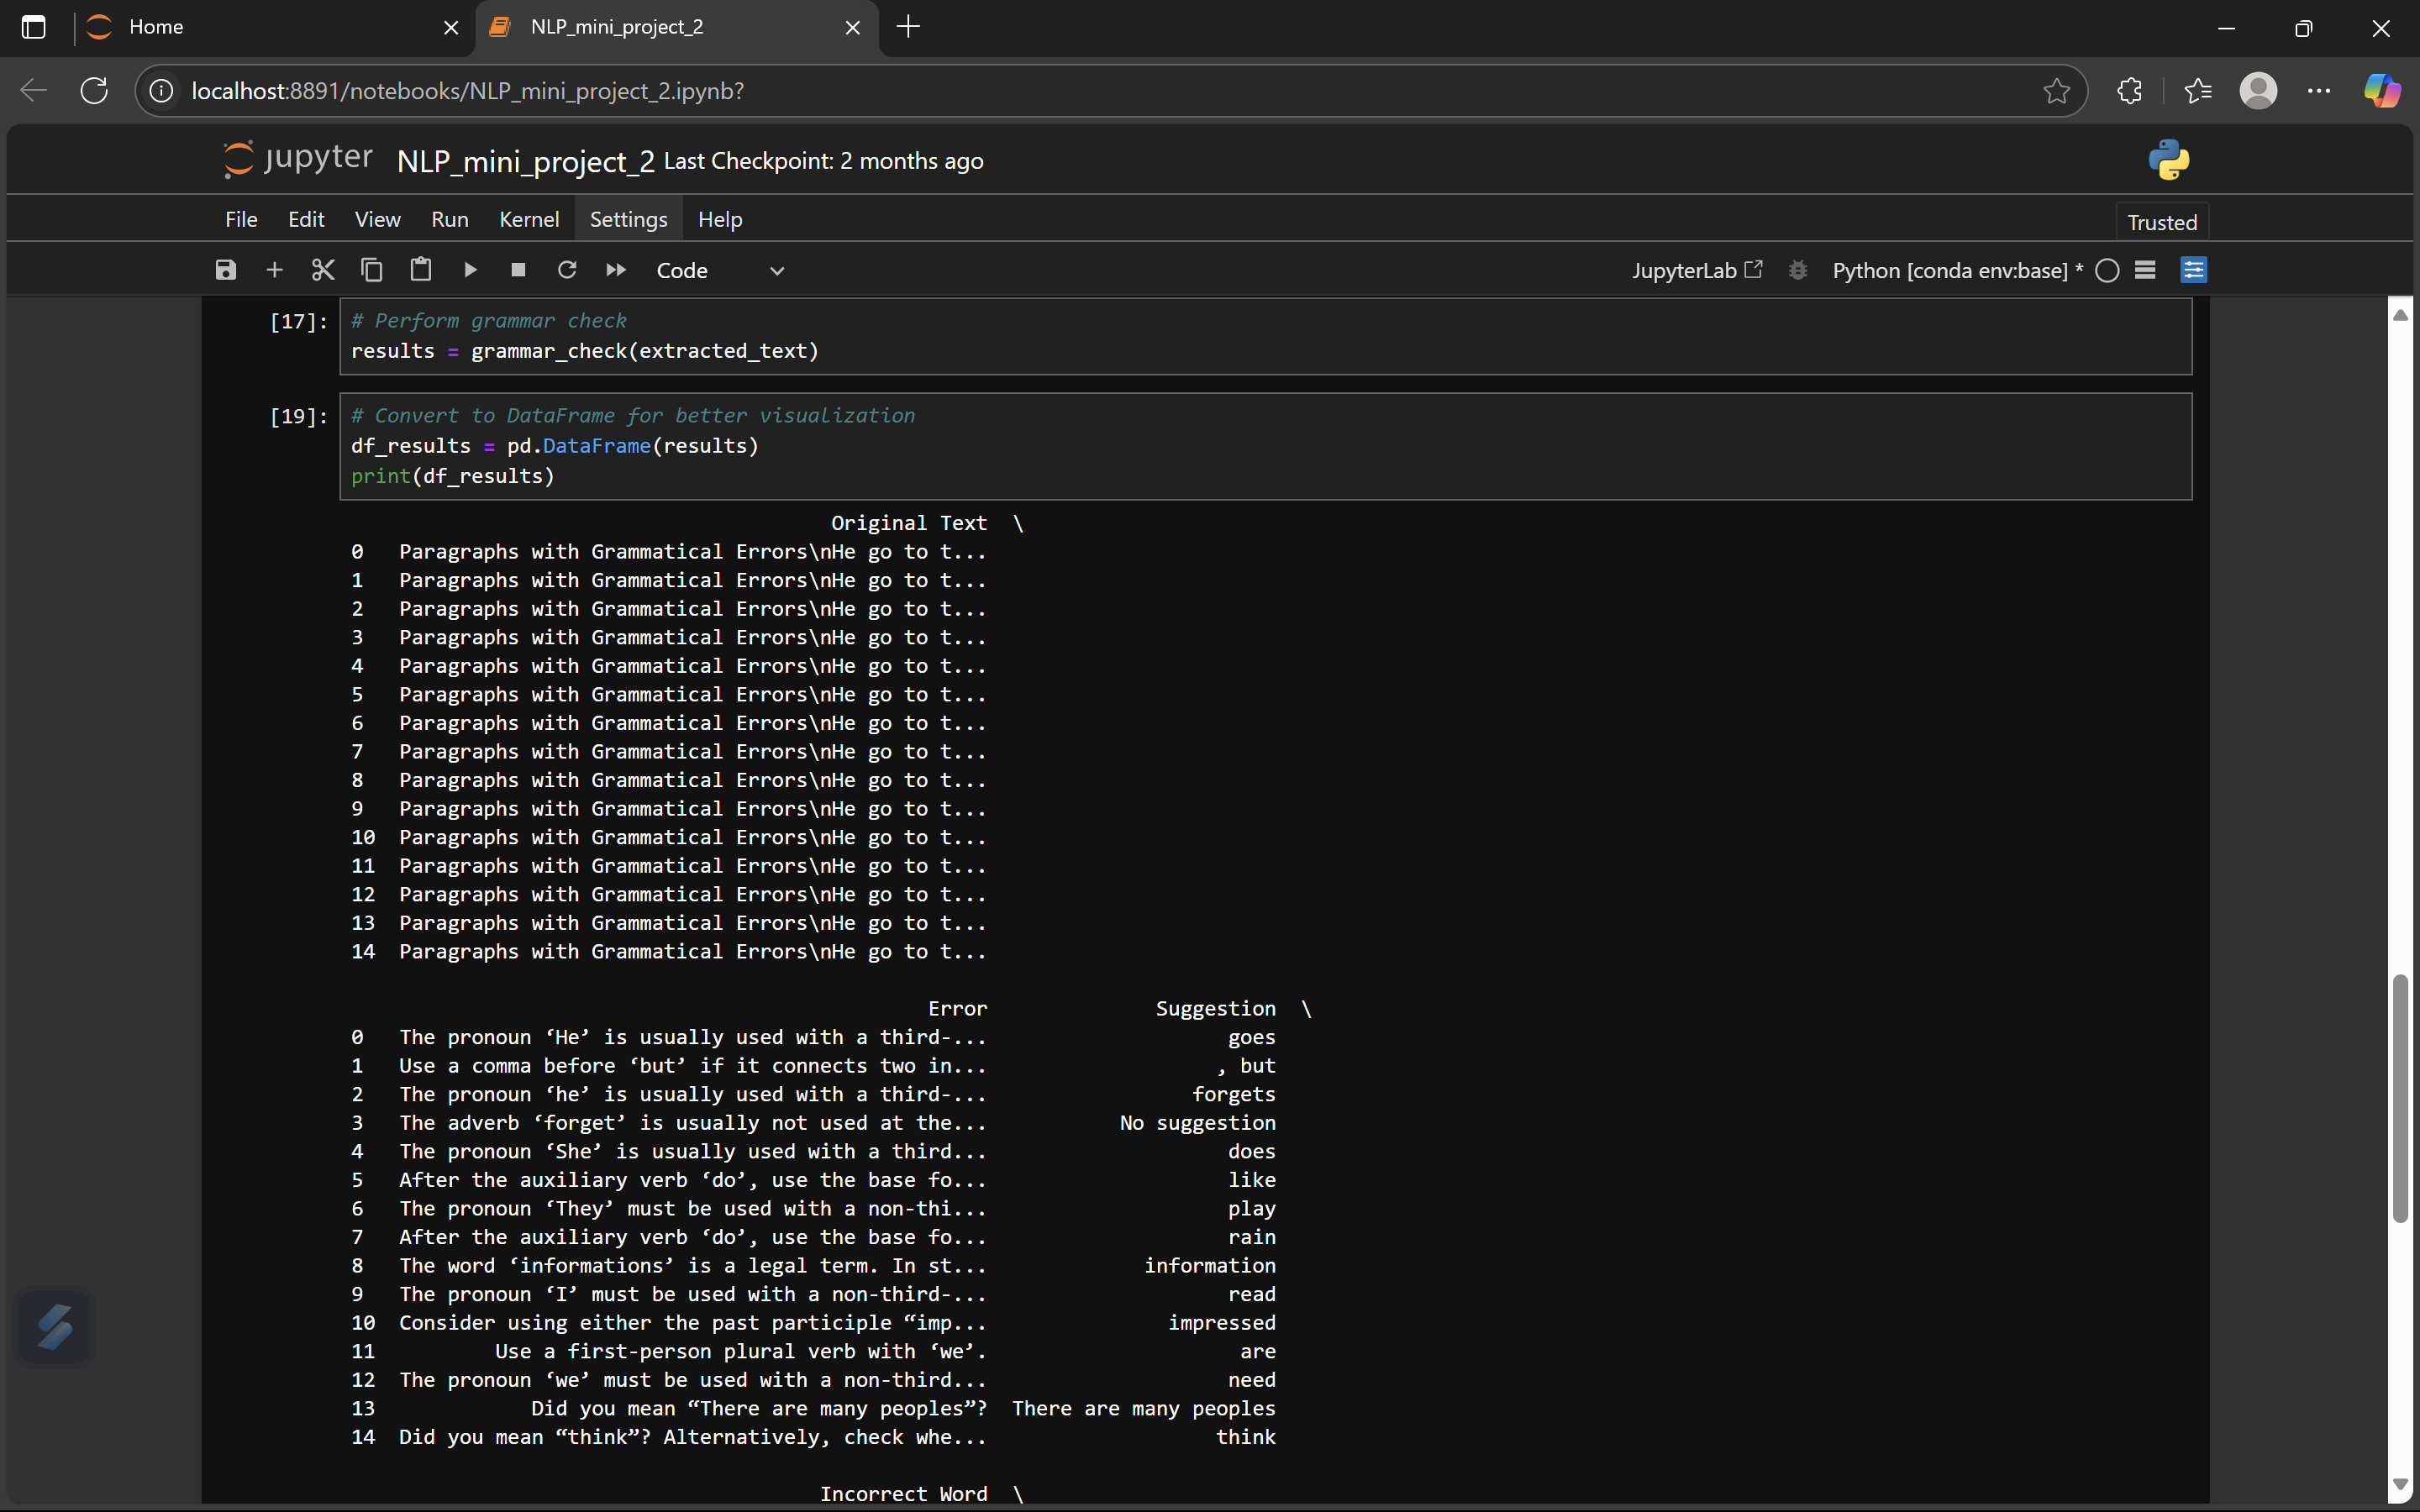 Home
NLP_mini_project_2
localhost:8891/notebooks/NLP_mini_project_2.ipynb?
jupyter NLP_mini_project_2 Last Checkpoint: 2 months ago
File Edit View Run Kernel Settings Help
Trusted
Code
JupyterLab
Python [conda env:base] *
[17]: # Perform grammar check
results = grammar_check(extracted_text)
[19]: # Convert to DataFrame for better visualization
df_results = pd.DataFrame(results)
print(df_results)
Original Text \
0 Paragraphs with Grammatical Errors\nHe go to t...
1 Paragraphs with Grammatical Errors\nHe go to t...
2 Paragraphs with Grammatical Errors\nHe go to t...
3 Paragraphs with Grammatical Errors\nHe go to t...
4 Paragraphs with Grammatical Errors\nHe go to t...
5 Paragraphs with Grammatical Errors\nHe go to t...
6 Paragraphs with Grammatical Errors\nHe go to t...
7 Paragraphs with Grammatical Errors\nHe go to t...
8 Paragraphs with Grammatical Errors\nHe go to t...
9 Paragraphs with Grammatical Errors\nHe go to t...
10 Paragraphs with Grammatical Errors\nHe go to t...
11 Paragraphs with Grammatical Errors\nHe go to t...
12 Paragraphs with Grammatical Errors\nHe go to t...
13 Paragraphs with Grammatical Errors\nHe go to t...
14 Paragraphs with Grammatical Errors\nHe go to t...
Error Suggestion \
0 The pronoun ‘He’ is usually used with a third-... goes
1 Use a comma before ‘but’ if it connects two in... , but
2 The pronoun ‘he’ is usually used with a third-... forgets
3 The adverb ‘forget’ is usually not used at the... No suggestion
4 The pronoun ‘She’ is usually used with a third... does
5 After the auxiliary verb ‘do’, use the base fo... like
6 The pronoun ‘They’ must be used with a non-thi... play
7 After the auxiliary verb ‘do’, use the base fo... rain
8 The word ‘informations’ is a legal term. In st... information
9 The pronoun ‘I’ must be used with a non-third-... read
10 Consider using either the past participle “imp... impressed
11 Use a first-person plural verb with ‘we’. are
12 The pronoun ‘we’ must be used with a non-third... need
13 Did you mean “There are many peoples”? There are many peoples
14 Did you mean “think”? Alternatively, check whe... think
Incorrect Word \